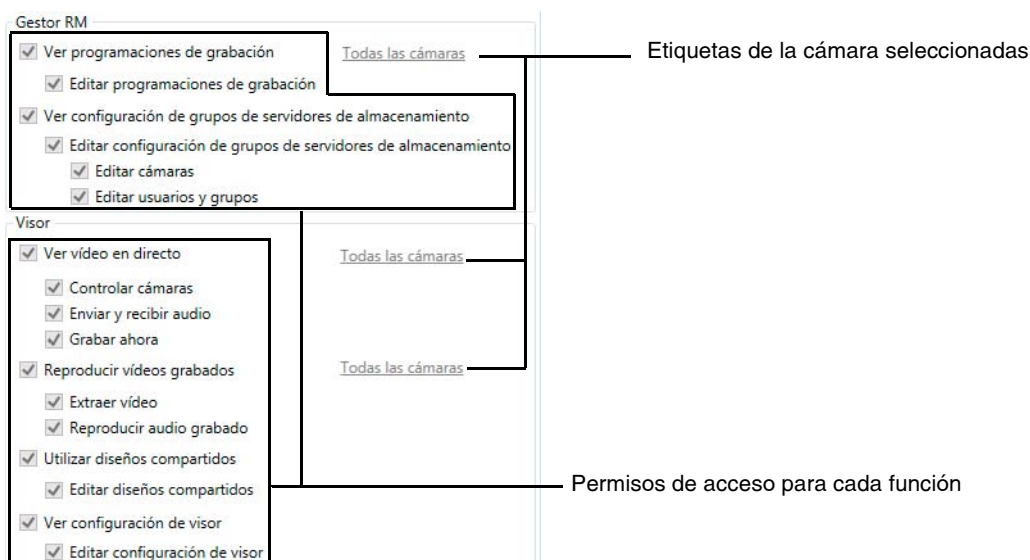 Gestor RM
Ver programaciones de grabación
Todas las cámaras
Etiquetas de la cámara seleccionadas
Editar programaciones de grabación
Ver configuración de grupos de servidores de almacenamiento
Editar configuración de grupos de servidores de almacenamiento
Editar cámaras
Editar usuarios y grupos
Visor
Ver vídeo en directo
Todas las cámaras
Controlar cámaras
Enviar y recibir audio
Grabar ahora
Reproducir vídeos grabados
Todas las cámaras
Extraer vídeo
Reproducir audio grabado
Utilizar diseños compartidos
Editar diseños compartidos
Permisos de acceso para cada función
Ver configuración de visor
Editar configuración de visor